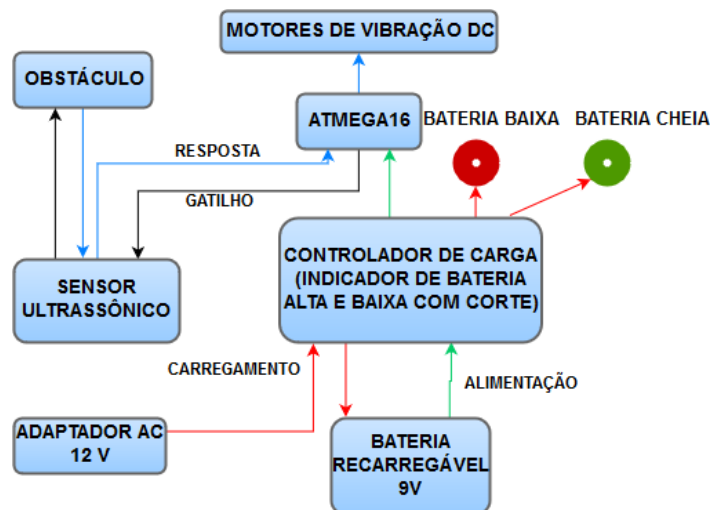 MOTORES DE VIBRAÇÃO DC
OBSTÁCULO
ATMEGA16
BATERIA BAIXA
BATERIA CHEIA
RESPOSTA
GATILHO
SENSOR
ULTRASSÔNICO
CONTROLADOR DE CARGA
(INDICADOR DE BATERIA
ALTA E BAIXA COM CORTE)
CARREGAMENTO
ALIMENTAÇÃO
ADAPTADOR AC
12 V
BATERIA
RECARREGÁVEL
9V